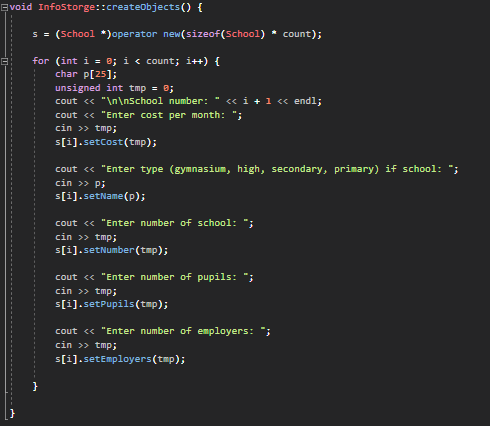 void InfoStorge::createObjects() {
s = (School *)operator new(sizeof(School) * count);
for (int i = 0; i < count; i++) {
char p[25];
unsigned int tmp = 0;
cout << "\n\nSchool number: " << i + 1 << endl;
cout << "Enter cost per month: ";
cin >> tmp;
s[i].setCost(tmp);
cout << "Enter type (gymnasium, high, secondary, primary) if school: ";
cin >> p;
s[i].setName(p);
cout << "Enter number of school: ";
cin >> tmp;
s[i].setNumber(tmp);
cout << "Enter number of pupils: ";
cin >> tmp;
s[i].setPupils(tmp);
cout << "Enter number of employers: ";
cin >> tmp;
s[i].setEmployers(tmp);
}
}